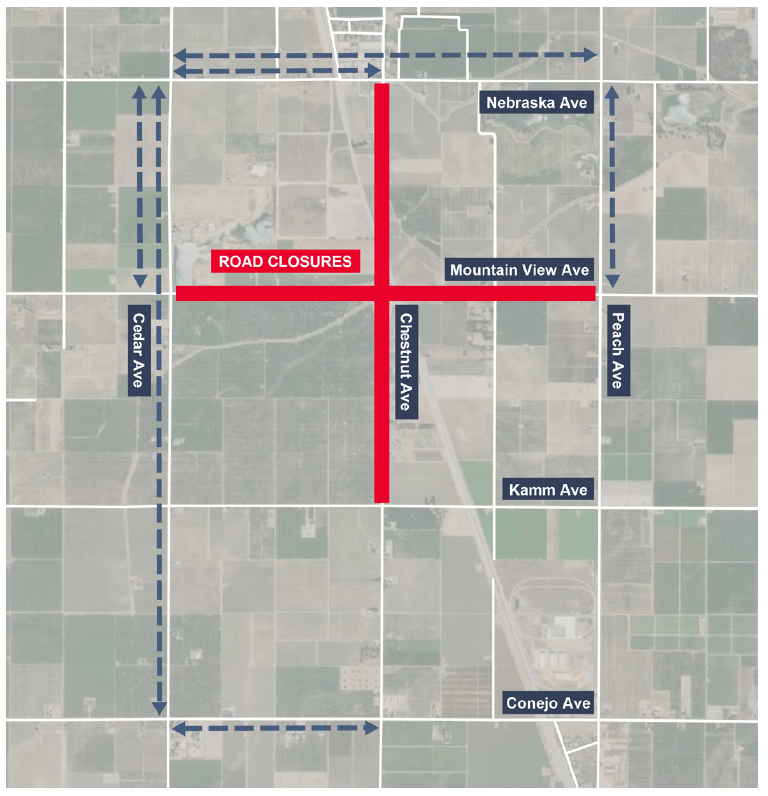 Nebraska Ave
ROAD CLOSURES
Mountain View Ave
Cedar Ave
Chestnut Ave
Peach Ave
Kamm Ave
Conejo Ave